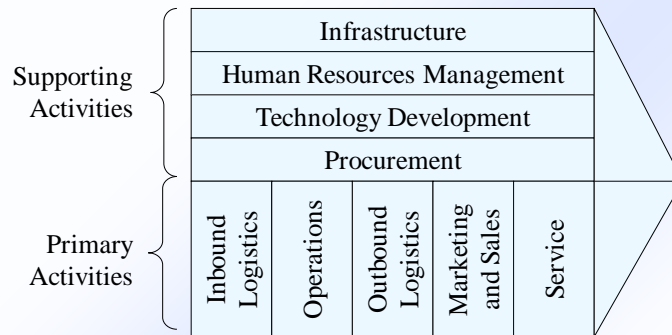 Supporting
Activities
Infrastructure
Human Resources Management
Technology Development
Procurement
Primary
Activities
Inbound
Logistics
Operations
Outbound
Logistics
Marketing
and Sales
Service